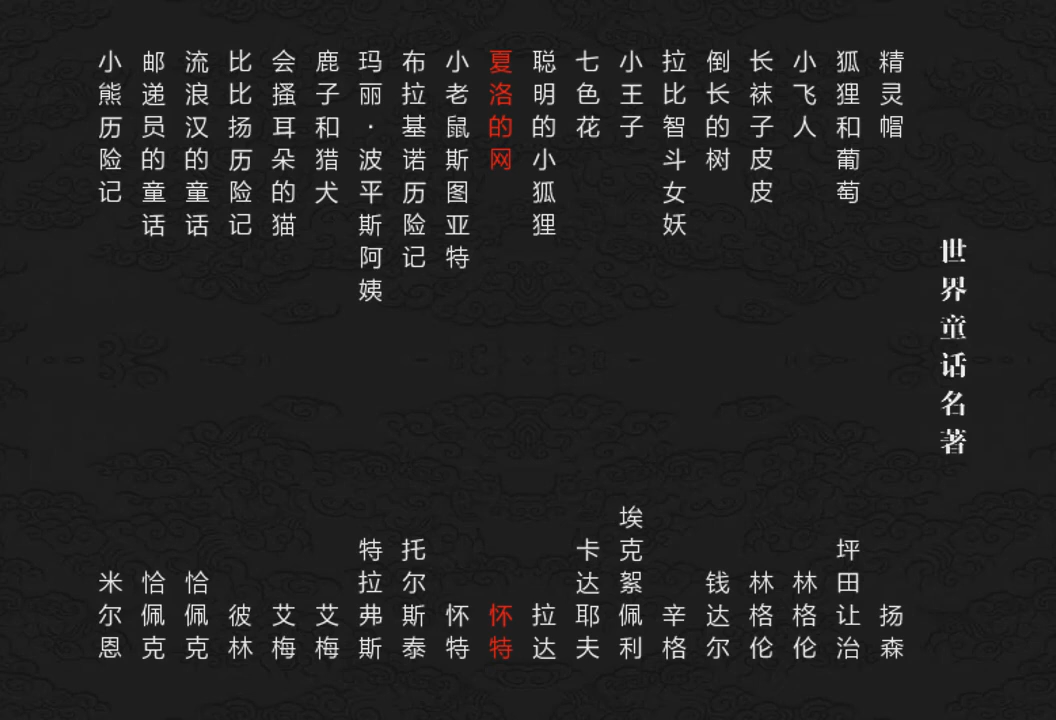 世界童话名著
精灵帽
扬森
狐狸和葡萄
坪田让治
小飞人
林格伦
长袜子皮皮
林格伦
倒长的树
钱达尔
拉比智斗女妖
辛格
小王子
埃克絮佩利
七色花
卡达耶夫
聪明的小狐狸
拉达
夏洛的网
怀特
小老鼠斯图亚特
怀特
布拉基诺历险记
托尔斯泰
玛丽·波平斯阿姨
特拉弗斯
鹿子和猎犬
艾梅
会搔耳朵的猫
艾梅
比比扬历险记
彼林
流浪汉的童话
恰佩克
邮递员的童话
恰佩克
小熊历险记
米尔恩